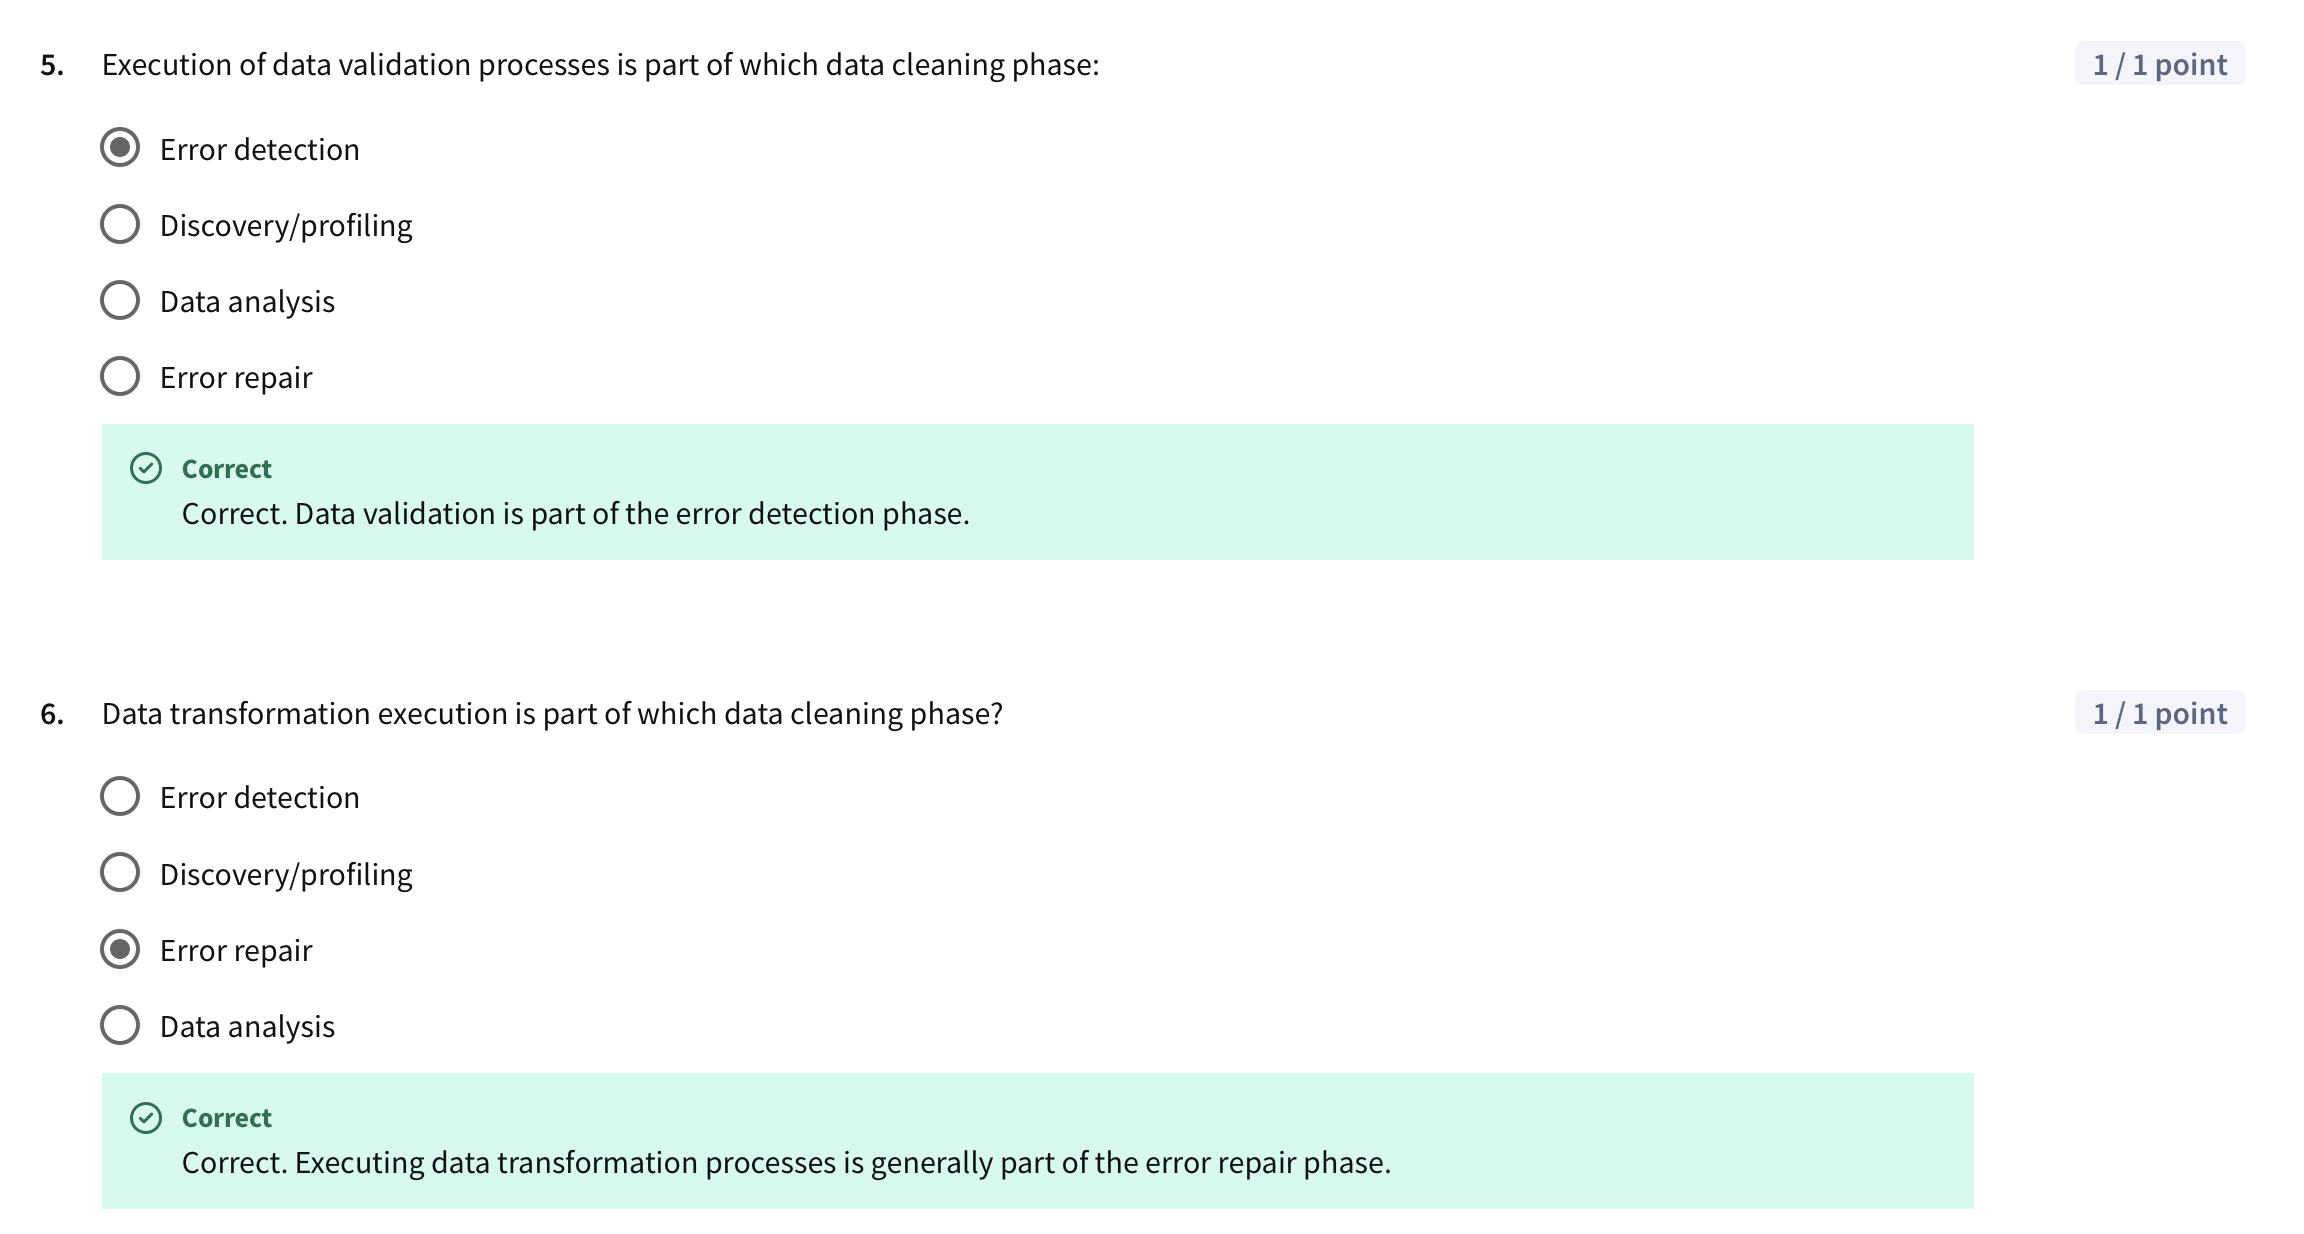 5. Execution of data validation processes is part of which data cleaning phase: 1 / 1 point
Error detection
Discovery/profiling
Data analysis
Error repair
Correct
Correct. Data validation is part of the error detection phase.
6. Data transformation execution is part of which data cleaning phase? 1 / 1 point
Error detection
Discovery/profiling
Error repair
Data analysis
Correct
Correct. Executing data transformation processes is generally part of the error repair phase.